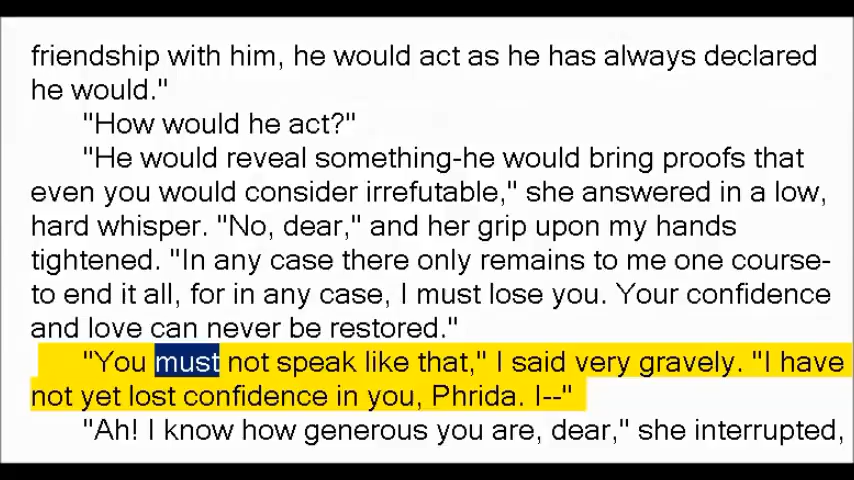 friendship with him, he would act as he has always declared
he would."
"How would he act?"
"He would reveal something-he would bring proofs that
even you would consider irrefutable," she answered in a low,
hard whisper. "No, dear," and her grip upon my hands
tightened. "In any case there only remains to me one course-
to end it all, for in any case, I must lose you. Your confidence
and love can never be restored."
"You must not speak like that," I said very gravely. "I have
not yet lost confidence in you, Phrida. I--"
"Ah! I know how generous you are, dear," she interrupted,